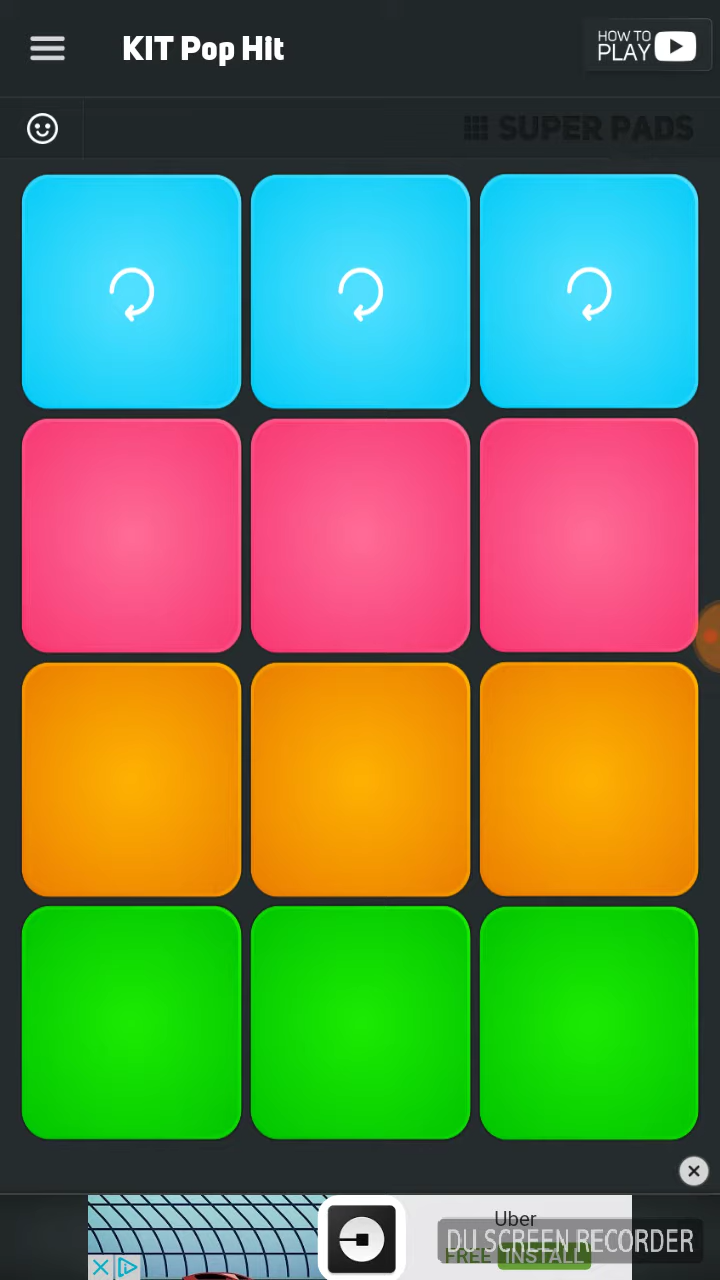 KIT Pop Hit
HOW TO
PLAY
SUPER PADS
Uber
DU SCREEN RECORDER
FREE INSTALL